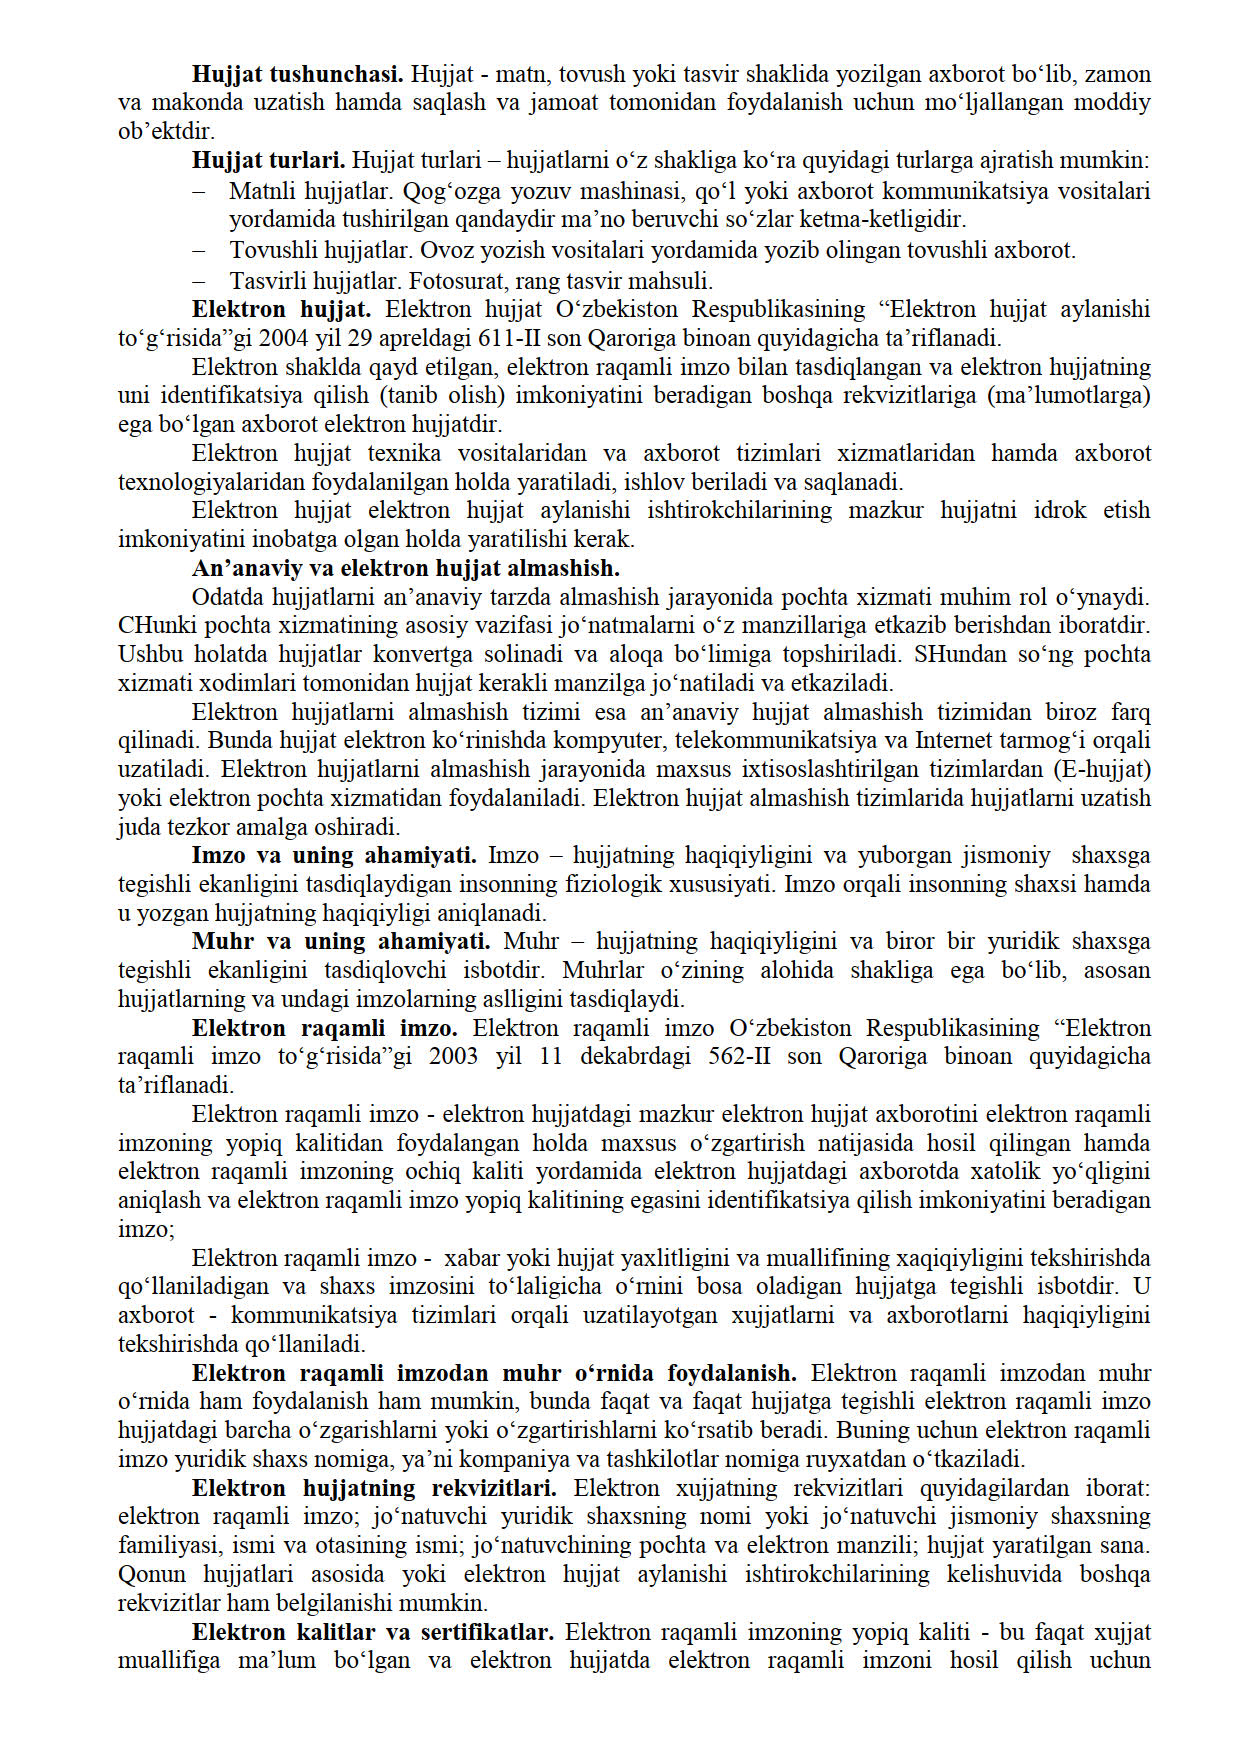 Hujjat tushunchasi. Hujjat - matn, tovush yoki tasvir shaklida yozilgan axborot bo‘lib, zamon
va makonda uzatish hamda saqlash va jamoat tomonidan foydalanish uchun mo‘ljallangan moddiy
ob’ektdir.
Hujjat turlari. Hujjat turlari – hujjatlarni o‘z shakliga ko‘ra quyidagi turlarga ajratish mumkin:
– Matnli hujjatlar. Qog‘ozga yozuv mashinasi, qo‘l yoki axborot kommunikatsiya vositalari
yordamida tushirilgan qandaydir ma’no beruvchi so‘zlar ketma-ketligidir.
– Tovushli hujjatlar. Ovoz yozish vositalari yordamida yozib olingan tovushli axborot.
– Tasvirli hujjatlar. Fotosurat, rang tasvir mahsuli.
Elektron hujjat. Elektron hujjat O‘zbekiston Respublikasining “Elektron hujjat aylanishi
to‘g‘risida”gi 2004 yil 29 apreldagi 611-II son Qaroriga binoan quyidagicha ta’riflanadi.
Elektron shaklda qayd etilgan, elektron raqamli imzo bilan tasdiqlangan va elektron hujjatning
uni identifikatsiya qilish (tanib olish) imkoniyatini beradigan boshqa rekvizitlariga (ma’lumotlarga)
ega bo‘lgan axborot elektron hujjatdir.
Elektron hujjat texnika vositalaridan va axborot tizimlari xizmatlaridan hamda axborot
texnologiyalaridan foydalanilgan holda yaratiladi, ishlov beriladi va saqlanadi.
Elektron hujjat elektron hujjat aylanishi ishtirokchilarining mazkur hujjatni idrok etish
imkoniyatini inobatga olgan holda yaratilishi kerak.
An’anaviy va elektron hujjat almashish.
Odatda hujjatlarni an’anaviy tarzda almashish jarayonida pochta xizmati muhim rol o‘ynaydi.
CHunki pochta xizmatining asosiy vazifasi jo‘natmalarni o‘z manzillariga etkazib berishdan iboratdir.
Ushbu holatda hujjatlar konvertga solinadi va aloqa bo‘limiga topshiriladi. SHundan so‘ng pochta
xizmati xodimlari tomonidan hujjat kerakli manzilga jo‘natiladi va etkaziladi.
Elektron hujjatlarni almashish tizimi esa an’anaviy hujjat almashish tizimidan biroz farq
qilinadi. Bunda hujjat elektron ko‘rinishda kompyuter, telekommunikatsiya va Internet tarmog‘i orqali
uzatiladi. Elektron hujjatlarni almashish jarayonida maxsus ixtisoslashtirilgan tizimlardan (E-hujjat)
yoki elektron pochta xizmatidan foydalaniladi. Elektron hujjat almashish tizimlarida hujjatlarni uzatish
juda tezkor amalga oshiradi.
Imzo va uning ahamiyati. Imzo – hujjatning haqiqiyligini va yuborgan jismoniy shaxsga
tegishli ekanligini tasdiqlaydigan insonning fiziologik xususiyati. Imzo orqali insonning shaxsi hamda
u yozgan hujjatning haqiqiyligi aniqlanadi.
Muhr va uning ahamiyati. Muhr – hujjatning haqiqiyligini va biror bir yuridik shaxsga
tegishli ekanligini tasdiqlovchi isbotdir. Muhrlar o‘zining alohida shakliga ega bo‘lib, asosan
hujjatlarning va undagi imzolarning aslligini tasdiqlaydi.
Elektron raqamli imzo. Elektron raqamli imzo O‘zbekiston Respublikasining “Elektron
raqamli imzo to‘g‘risida”gi 2003 yil 11 dekabrdagi 562-II son Qaroriga binoan quyidagicha
ta’riflanadi.
Elektron raqamli imzo - elektron hujjatdagi mazkur elektron hujjat axborotini elektron raqamli
imzoning yopiq kalitidan foydalangan holda maxsus o‘zgartirish natijasida hosil qilingan hamda
elektron raqamli imzoning ochiq kaliti yordamida elektron hujjatdagi axborotda xatolik yo‘qligini
aniqlash va elektron raqamli imzo yopiq kalitining egasini identifikatsiya qilish imkoniyatini beradigan
imzo;
Elektron raqamli imzo - xabar yoki hujjat yaxlitligini va muallifining xaqiqiyligini tekshirishda
qo‘llaniladigan va shaxs imzosini to‘laligicha o‘rnini bosa oladigan hujjatga tegishli isbotdir. U
axborot - kommunikatsiya tizimlari orqali uzatilayotgan xujjatlarni va axborotlarni haqiqiyligini
tekshirishda qo‘llaniladi.
Elektron raqamli imzodan muhr o‘rnida foydalanish. Elektron raqamli imzodan muhr
o‘rnida ham foydalanish ham mumkin, bunda faqat va faqat hujjatga tegishli elektron raqamli imzo
hujjatdagi barcha o‘zgarishlarni yoki o‘zgartirishlarni ko‘rsatib beradi. Buning uchun elektron raqamli
imzo yuridik shaxs nomiga, ya’ni kompaniya va tashkilotlar nomiga ruyxatdan o‘tkaziladi.
Elektron hujjatning rekvizitlari. Elektron xujjatning rekvizitlari quyidagilardan iborat:
elektron raqamli imzo; jo‘natuvchi yuridik shaxsning nomi yoki jo‘natuvchi jismoniy shaxsning
familiyasi, ismi va otasining ismi; jo‘natuvchining pochta va elektron manzili; hujjat yaratilgan sana.
Qonun hujjatlari asosida yoki elektron hujjat aylanishi ishtirokchilarining kelishuvida boshqa
rekvizitlar ham belgilanishi mumkin.
Elektron kalitlar va sertifikatlar. Elektron raqamli imzoning yopiq kaliti - bu faqat xujjat
muallifiga ma’lum bo‘lgan va elektron hujjatda elektron raqamli imzoni hosil qilish uchun